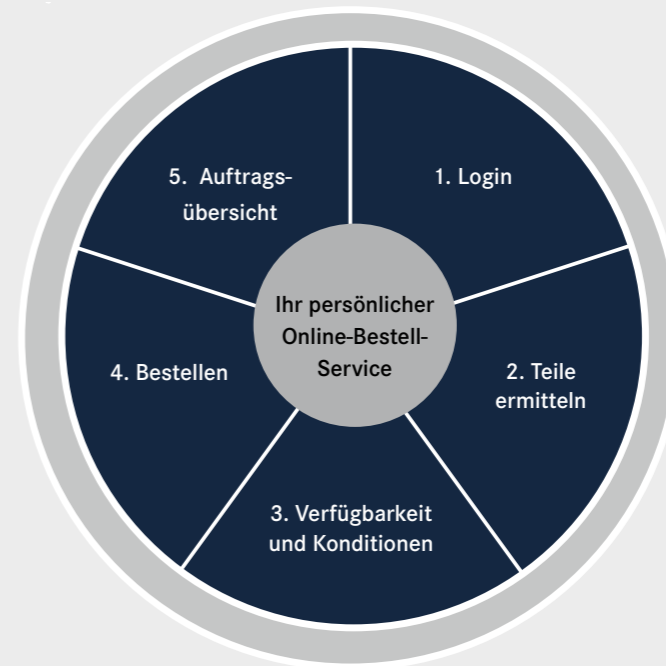 1. Login
2. Teile
ermitteln
3. Verfügbarkeit
und Konditionen
4. Bestellen
5. Auftrags-
übersicht
Ihr persönlicher
Online-Bestell-
Service